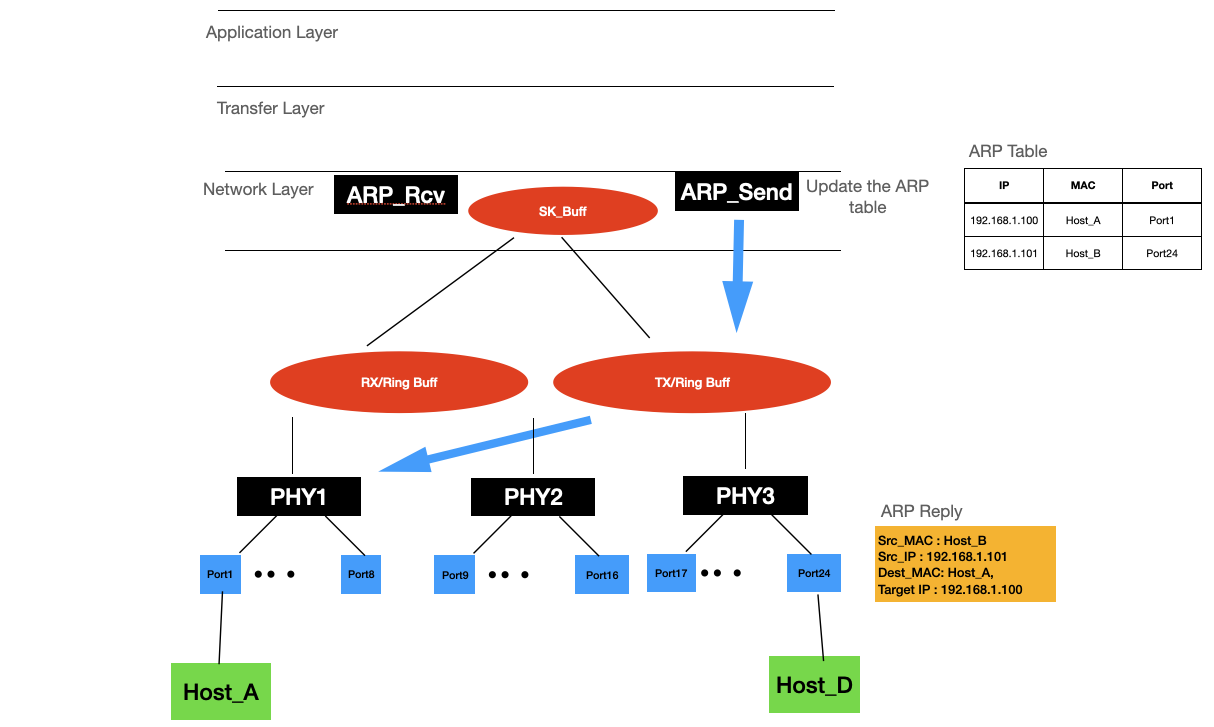 Application Layer
Transfer Layer
Network Layer
ARP_Rcv
SK_Buff
ARP_Send
Update the ARP
table
ARP Table
IP MAC Port
192.168.1.100 Host_A Port1
192.168.1.101 Host_B Port24
RX/Ring Buff
TX/Ring Buff
PHY1
PHY2
PHY3
Port1
Port8
Port9
Port16
Port17
Port24
ARP Reply
Src_MAC : Host_B
Src_IP : 192.168.1.101
Dest_MAC: Host_A,
Target IP : 192.168.1.100
Host_A
Host_D